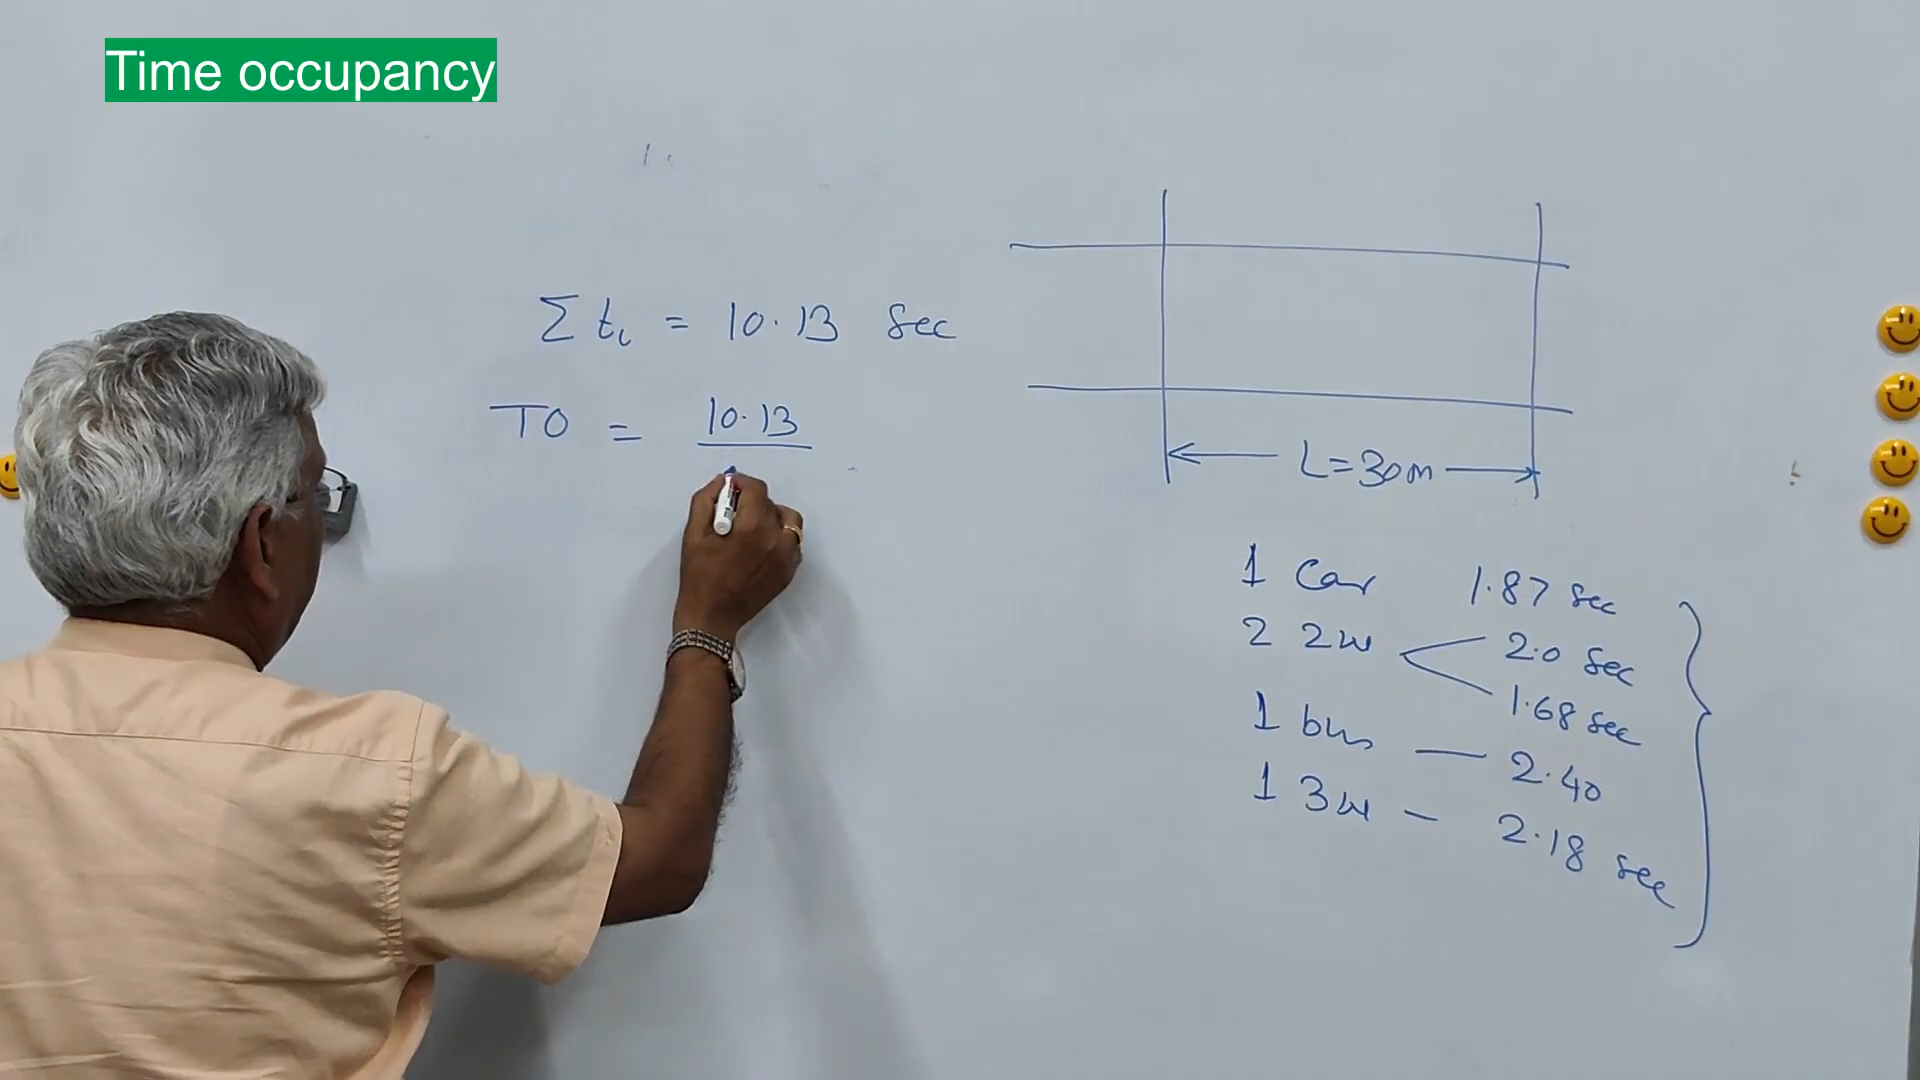 Time occupancy
Σ ti = 10.13 Sec
TO = 10.13
L=30m
1 Car 1.87 sec
2 2w 2.0 Sec
1.68 sec
1 bus — 2.40
1 3w – 2.18 sec